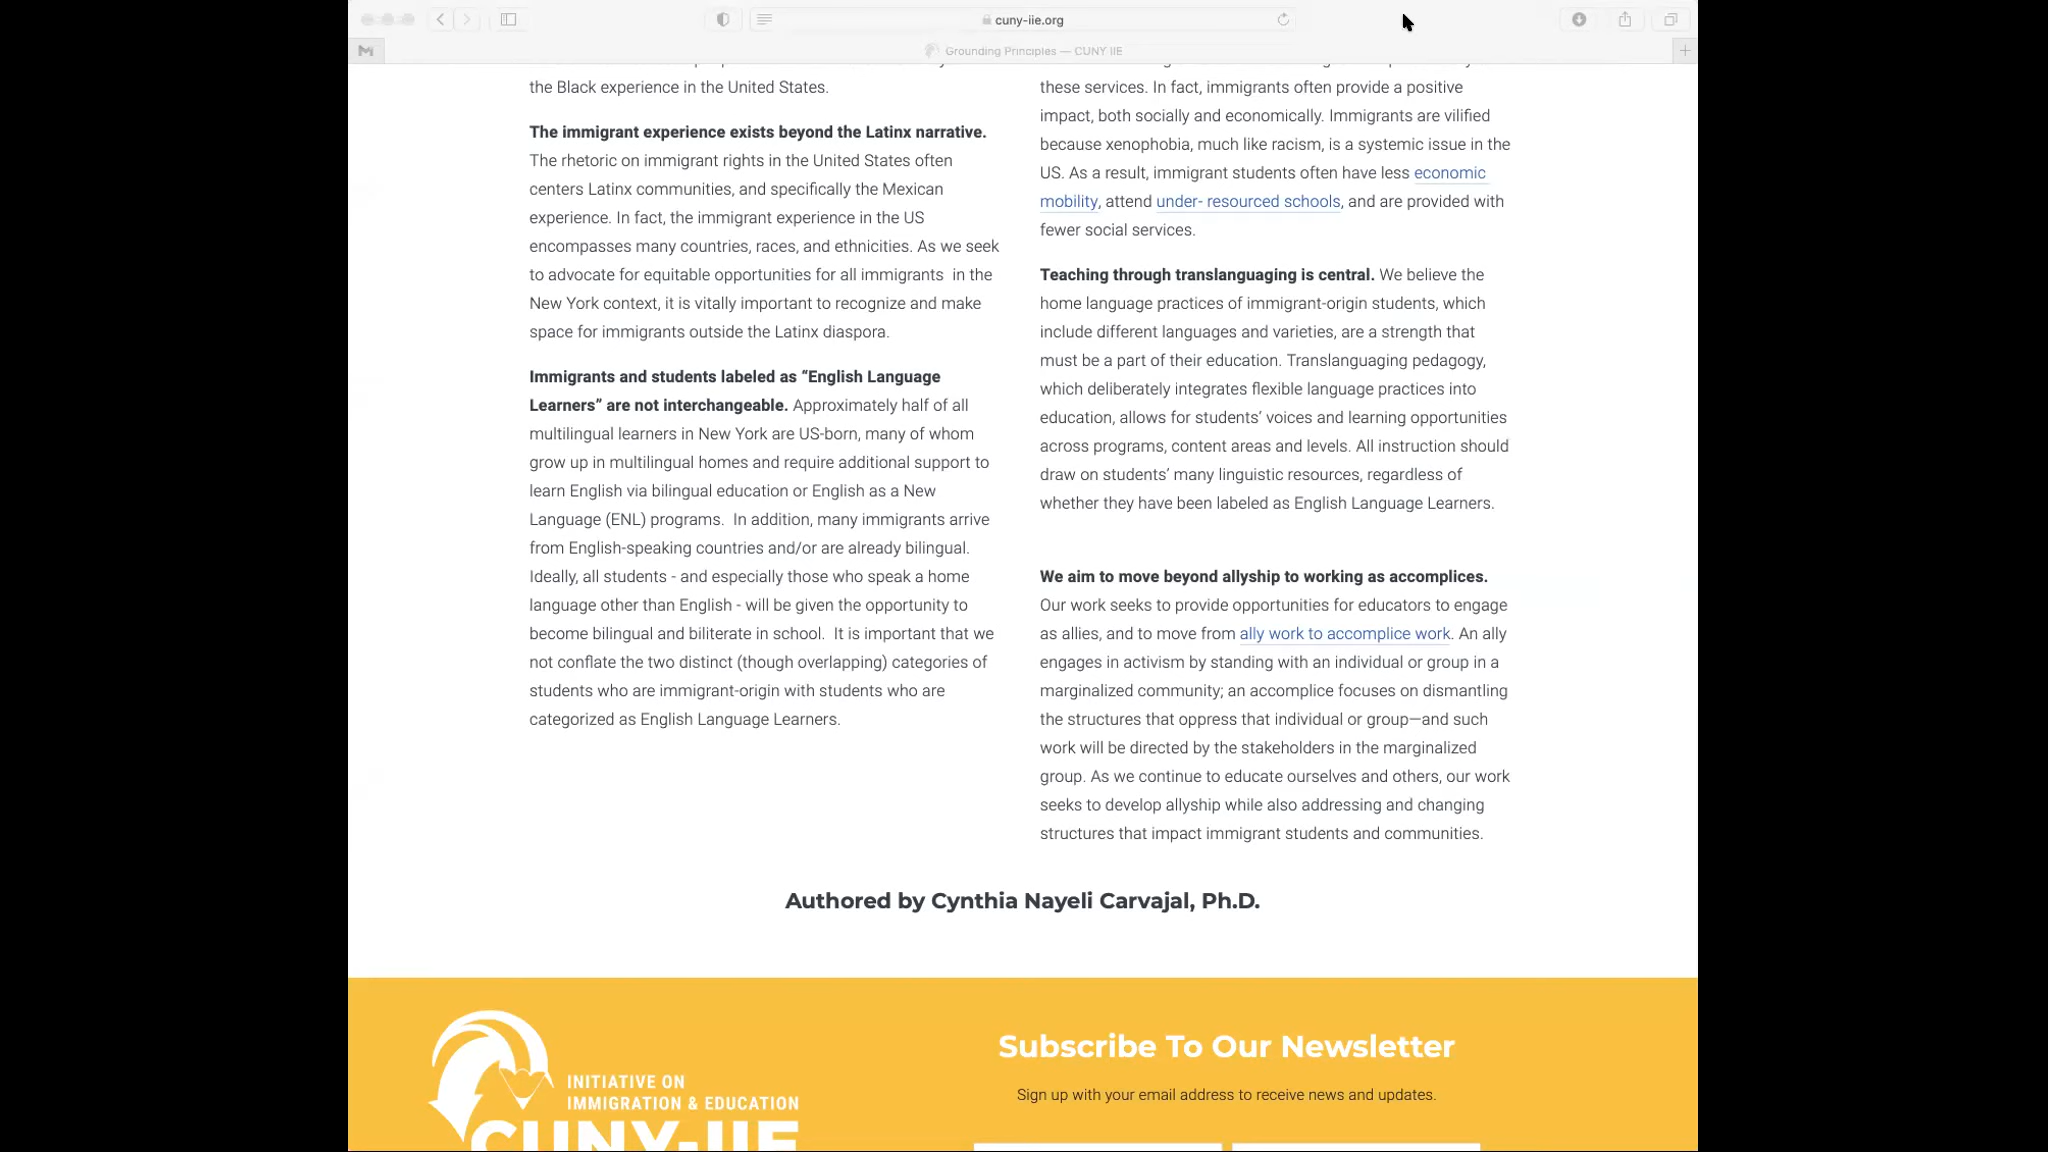 cuny-iie.org
Grounding Principles — CUNY IIE
the Black experience in the United States.
The immigrant experience exists beyond the Latinx narrative.
The rhetoric on immigrant rights in the United States often
centers Latinx communities, and specifically the Mexican
experience. In fact, the immigrant experience in the US
encompasses many countries, races, and ethnicities. As we seek
to advocate for equitable opportunities for all immigrants  in the
New York context, it is vitally important to recognize and make
space for immigrants outside the Latinx diaspora.
Immigrants and students labeled as “English Language
Learners” are not interchangeable. Approximately half of all
multilingual learners in New York are US-born, many of whom
grow up in multilingual homes and require additional support to
learn English via bilingual education or English as a New
Language (ENL) programs.  In addition, many immigrants arrive
from English-speaking countries and/or are already bilingual.
Ideally, all students - and especially those who speak a home
language other than English - will be given the opportunity to
become bilingual and biliterate in school.  It is important that we
not conflate the two distinct (though overlapping) categories of
students who are immigrant-origin with students who are
categorized as English Language Learners.
these services. In fact, immigrants often provide a positive
impact, both socially and economically. Immigrants are vilified
because xenophobia, much like racism, is a systemic issue in the
US. As a result, immigrant students often have less economic
mobility, attend under- resourced schools, and are provided with
fewer social services.
Teaching through translanguaging is central. We believe the
home language practices of immigrant-origin students, which
include different languages and varieties, are a strength that
must be a part of their education. Translanguaging pedagogy,
which deliberately integrates flexible language practices into
education, allows for students’ voices and learning opportunities
across programs, content areas and levels. All instruction should
draw on students’ many linguistic resources, regardless of
whether they have been labeled as English Language Learners.
We aim to move beyond allyship to working as accomplices.
Our work seeks to provide opportunities for educators to engage
as allies, and to move from ally work to accomplice work. An ally
engages in activism by standing with an individual or group in a
marginalized community; an accomplice focuses on dismantling
the structures that oppress that individual or group—and such
work will be directed by the stakeholders in the marginalized
group. As we continue to educate ourselves and others, our work
seeks to develop allyship while also addressing and changing
structures that impact immigrant students and communities.
Authored by Cynthia Nayeli Carvajal, Ph.D.
INITIATIVE ON
IMMIGRATION & EDUCATION
CUNY-IIE
Subscribe To Our Newsletter
Sign up with your email address to receive news and updates.